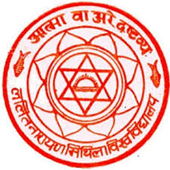 आत्मा वा अरे द्रष्टव्यः
ललितनारायणमिथिलाविश्वविद्यालय